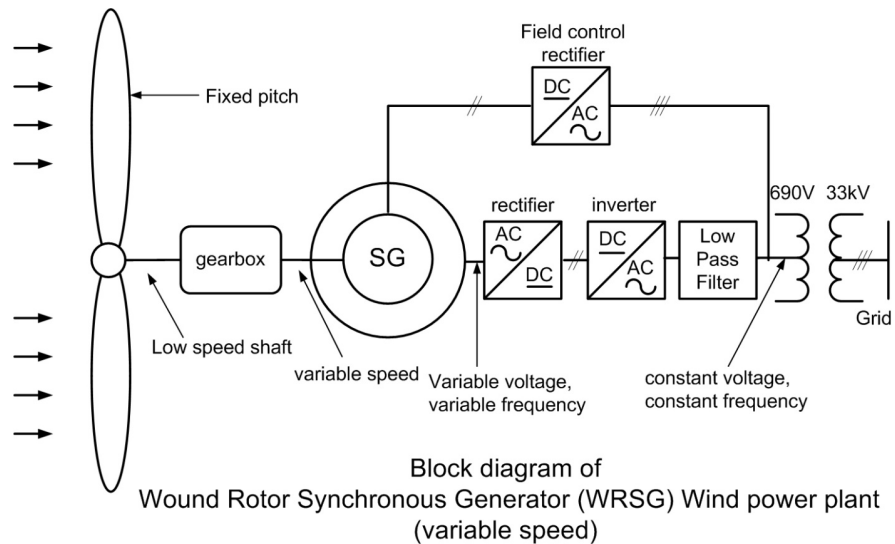 Field control
rectifier
DC
AC
Fixed pitch
690V 33kV
rectifier
inverter
AC
DC
DC
AC
Low
Pass
Filter
gearbox
SG
Grid
Low speed shaft
variable speed
Variable voltage,
variable frequency
constant voltage,
constant frequency
Block diagram of
Wound Rotor Synchronous Generator (WRSG) Wind power plant
(variable speed)